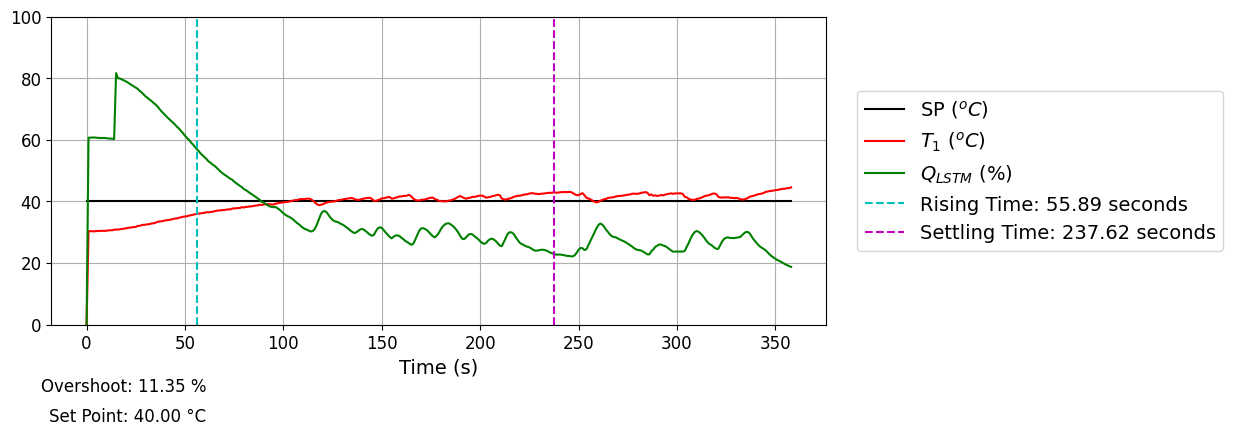 100
80
60
40
20
0
0 50 100 150 200 250 300 350
Time (s)
SP (°C)
T₁ (°C)
Q_LSTM (%)
Rising Time: 55.89 seconds
Settling Time: 237.62 seconds
Overshoot: 11.35 %
Set Point: 40.00 °C